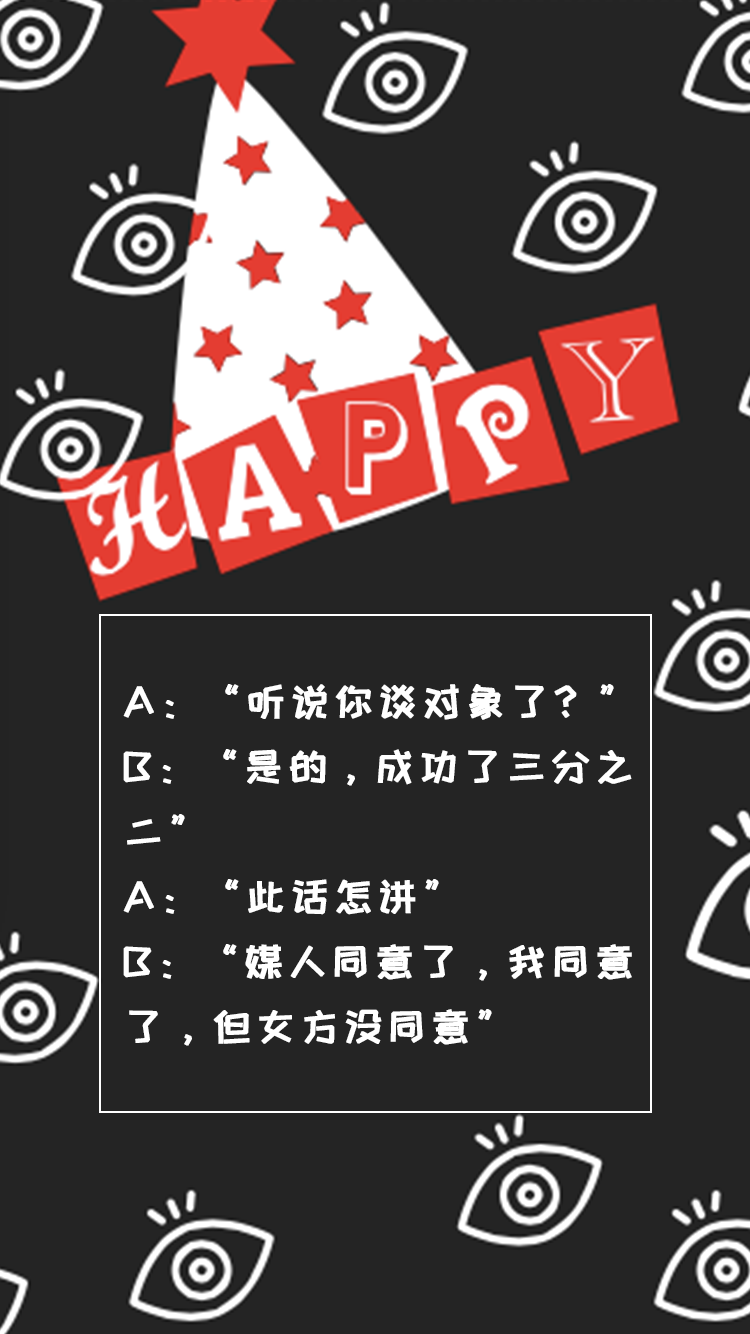 HAPPY
A：“听说你谈对象了？”
B：“是的，成功了三分之
二”
A：“此话怎讲”
B：“媒人同意了，我同意
了，但女方没同意”